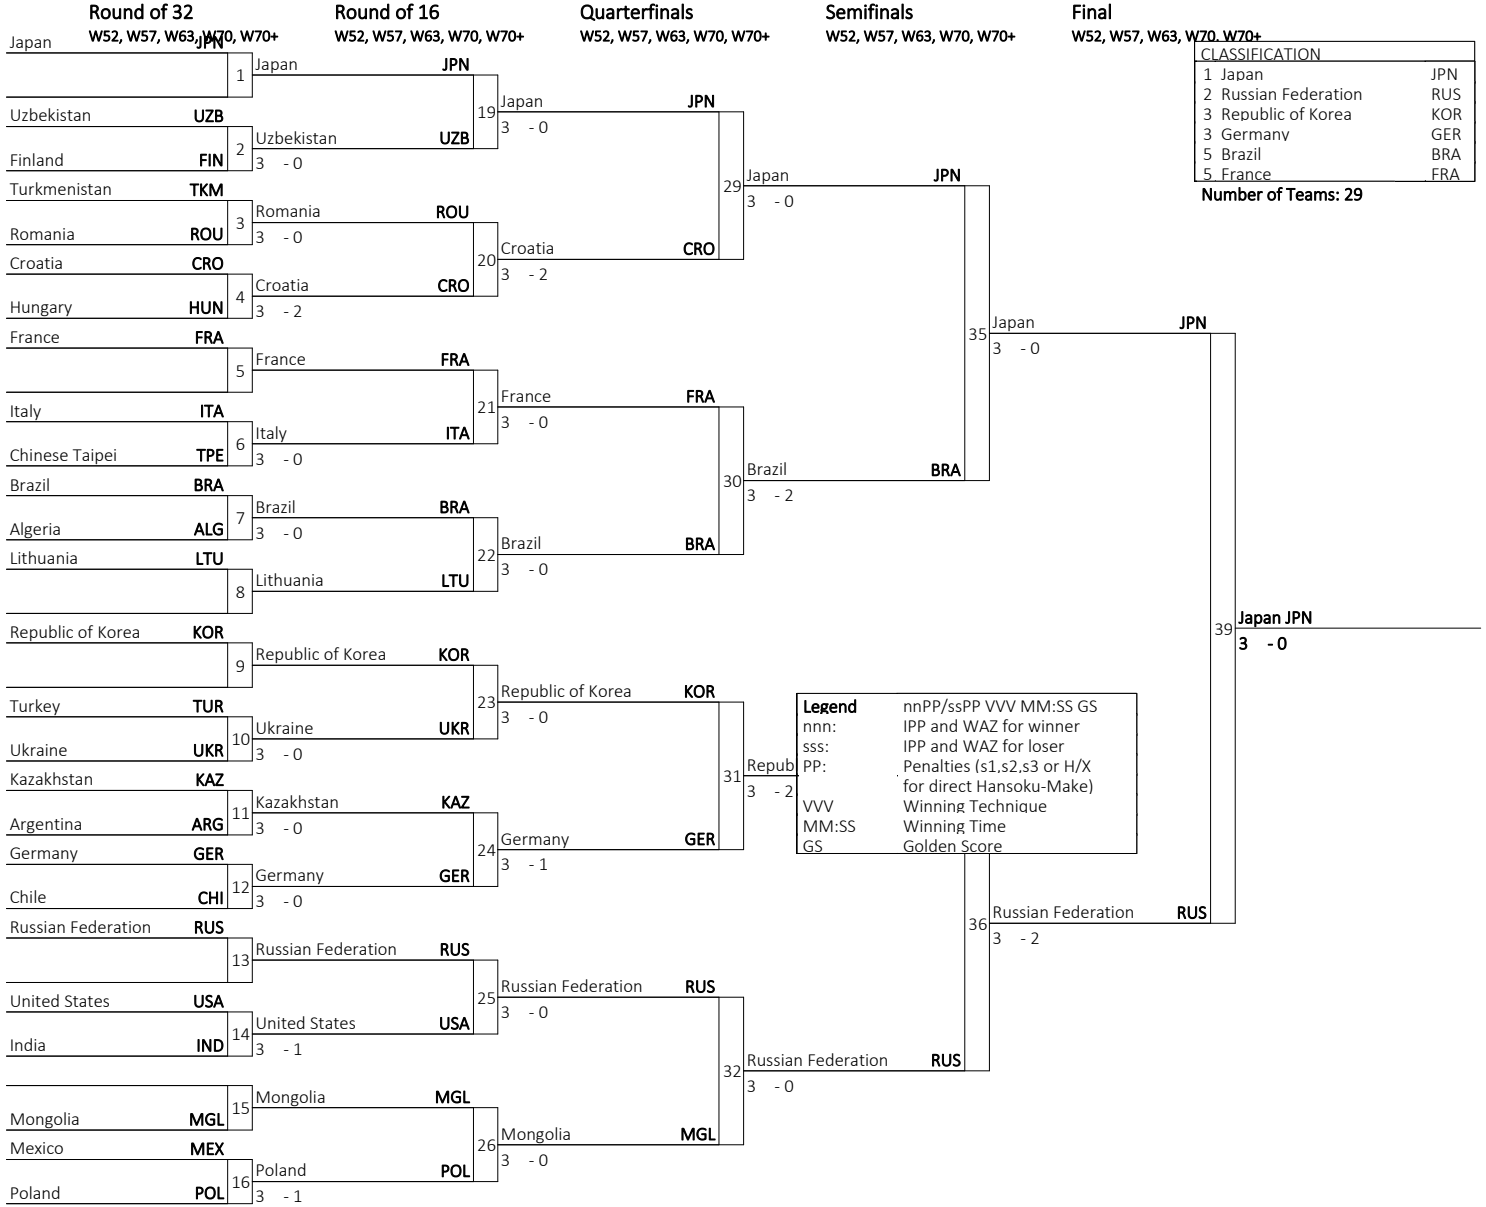 Round of 32
W52, W57, W63, W70, W70+
Round of 16
W52, W57, W63, W70, W70+
Quarterfinals
W52, W57, W63, W70, W70+
Semifinals
W52, W57, W63, W70, W70+
Final
W52, W57, W63, W70, W70+
CLASSIFICATION
1 Japan JPN
2 Russian Federation RUS
3 Republic of Korea KOR
3 Germany GER
5 Brazil BRA
5 France FRA
Number of Teams: 29
Japan JPN
1
Uzbekistan UZB
2
Finland FIN
Turkmenistan TKM
3
Romania ROU
Croatia CRO
4
Hungary HUN
France FRA
5
Italy ITA
6
Chinese Taipei TPE
Brazil BRA
7
Algeria ALG
Lithuania LTU
8
Republic of Korea KOR
9
Turkey TUR
10
Ukraine UKR
Kazakhstan KAZ
11
Argentina ARG
Germany GER
12
Chile CHI
Russian Federation RUS
13
United States USA
14
India IND
15
Mongolia MGL
Mexico MEX
16
Poland POL
Japan JPN
19
Uzbekistan UZB
3 - 0
Romania ROU
3 - 0
20
Croatia CRO
3 - 2
France FRA
21
Italy ITA
3 - 0
Brazil BRA
3 - 0
22
Lithuania LTU
Republic of Korea KOR
23
Ukraine UKR
3 - 0
Kazakhstan KAZ
3 - 0
24
Germany GER
3 - 0
Russian Federation RUS
25
United States USA
3 - 1
Mongolia MGL
26
Poland POL
3 - 1
Japan JPN
3 - 0
29
Croatia CRO
3 - 2
France FRA
3 - 0
30
Brazil BRA
3 - 0
Republic of Korea KOR
3 - 0
31
Germany GER
3 - 1
Russian Federation RUS
3 - 0
32
Mongolia MGL
3 - 0
Japan JPN
3 - 0
35
Brazil BRA
3 - 2
Repub
3 - 2
36
Russian Federation RUS
3 - 0
Japan JPN
3 - 0
39
Russian Federation RUS
3 - 2
Japan JPN
3 - 0
Legend nnPP/ssPP VVV MM:SS GS
nnn: IPP and WAZ for winner
sss: IPP and WAZ for loser
PP: Penalties (s1,s2,s3 or H/X
for direct Hansoku-Make)
VVV Winning Technique
MM:SS Winning Time
GS Golden Score